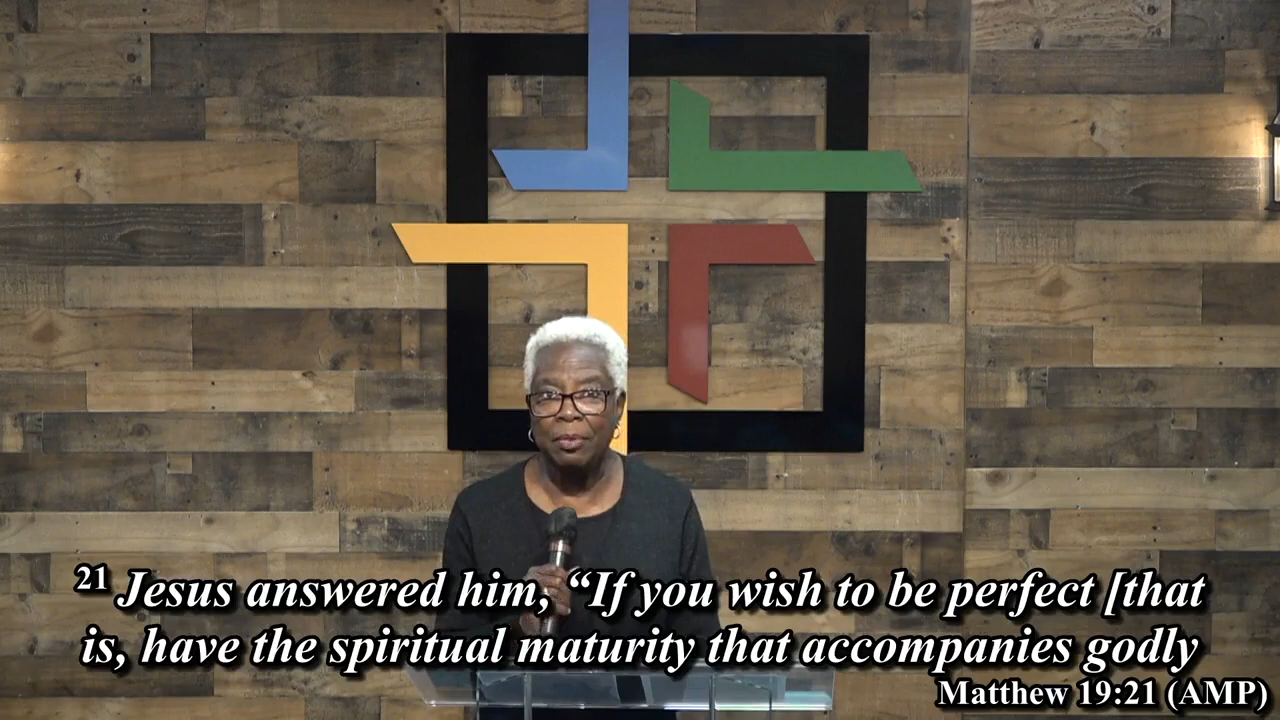 21 Jesus answered him, “If you wish to be perfect [that
is, have the spiritual maturity that accompanies godly
Matthew 19:21 (AMP)